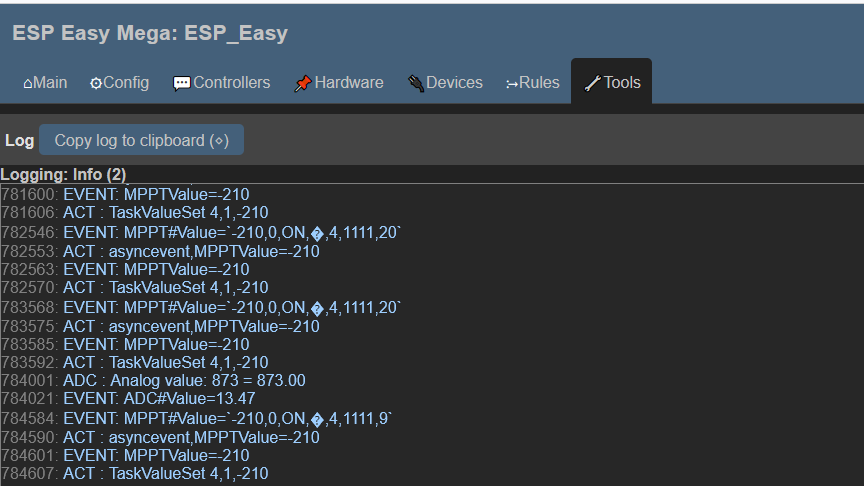 ESP Easy Mega: ESP_Easy
Main Config Controllers Hardware Devices Rules Tools
Log Copy log to clipboard (⋄)
Logging: Info (2)
781600: EVENT: MPPTValue=-210
781606: ACT : TaskValueSet 4,1,-210
782546: EVENT: MPPT#Value=`-210,0,ON,�,4,1111,20`
782553: ACT : asyncevent,MPPTValue=-210
782563: EVENT: MPPTValue=-210
782570: ACT : TaskValueSet 4,1,-210
783568: EVENT: MPPT#Value=`-210,0,ON,�,4,1111,20`
783575: ACT : asyncevent,MPPTValue=-210
783585: EVENT: MPPTValue=-210
783592: ACT : TaskValueSet 4,1,-210
784001: ADC : Analog value: 873 = 873.00
784021: EVENT: ADC#Value=13.47
784584: EVENT: MPPT#Value=`-210,0,ON,�,4,1111,9`
784590: ACT : asyncevent,MPPTValue=-210
784601: EVENT: MPPTValue=-210
784607: ACT : TaskValueSet 4,1,-210